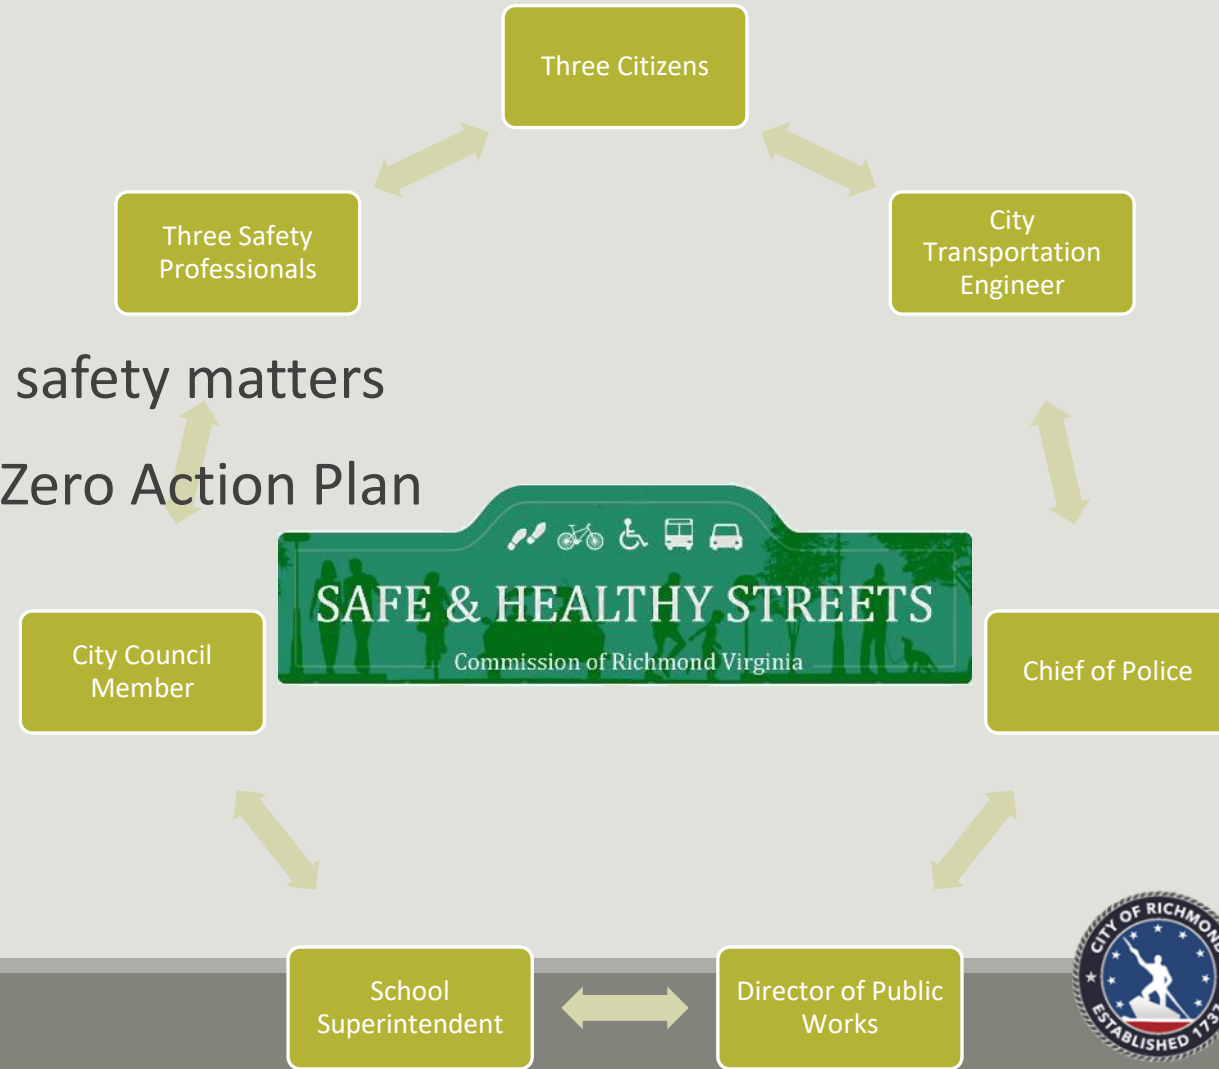 Three Citizens
Three Safety
Professionals
City
Transportation
Engineer
safety matters
Zero Action Plan
SAFE & HEALTHY STREETS
Commission of Richmond Virginia
City Council
Member
Chief of Police
School
Superintendent
Director of Public
Works
CITY OF RICHMOND
ESTABLISHED 1737